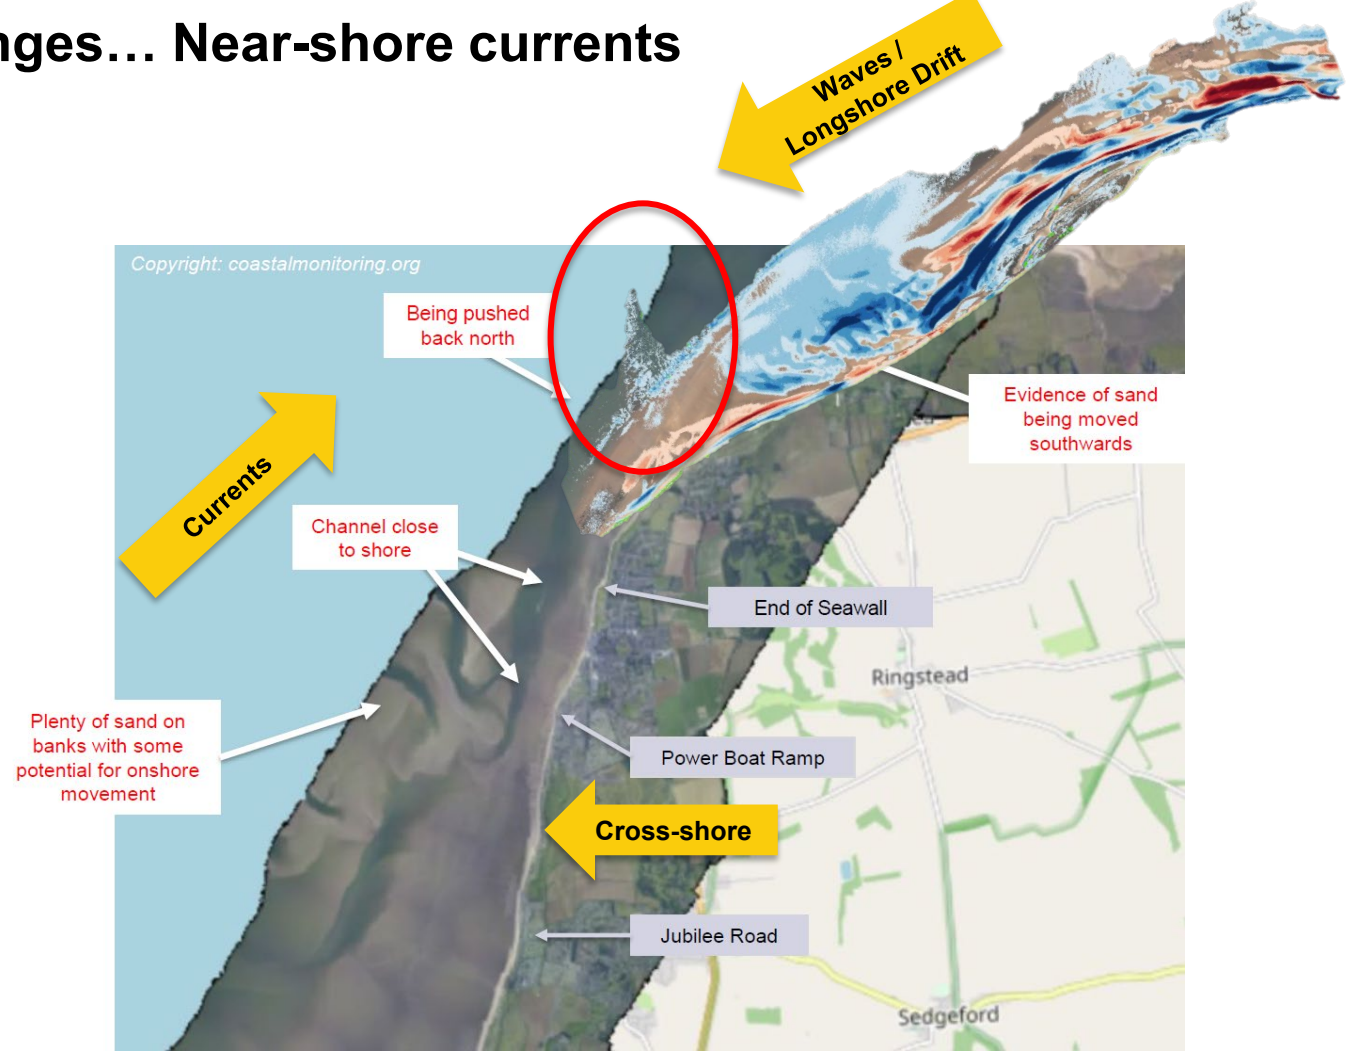 nges… Near-shore currents
Waves /
Longshore Drift
Copyright: coastalmonitoring.org
Being pushed
back north
Evidence of sand
being moved
southwards
Currents
Channel close
to shore
End of Seawall
Ringstead
Plenty of sand on
banks with some
potential for onshore
movement
Power Boat Ramp
Cross-shore
Jubilee Road
Sedgeford